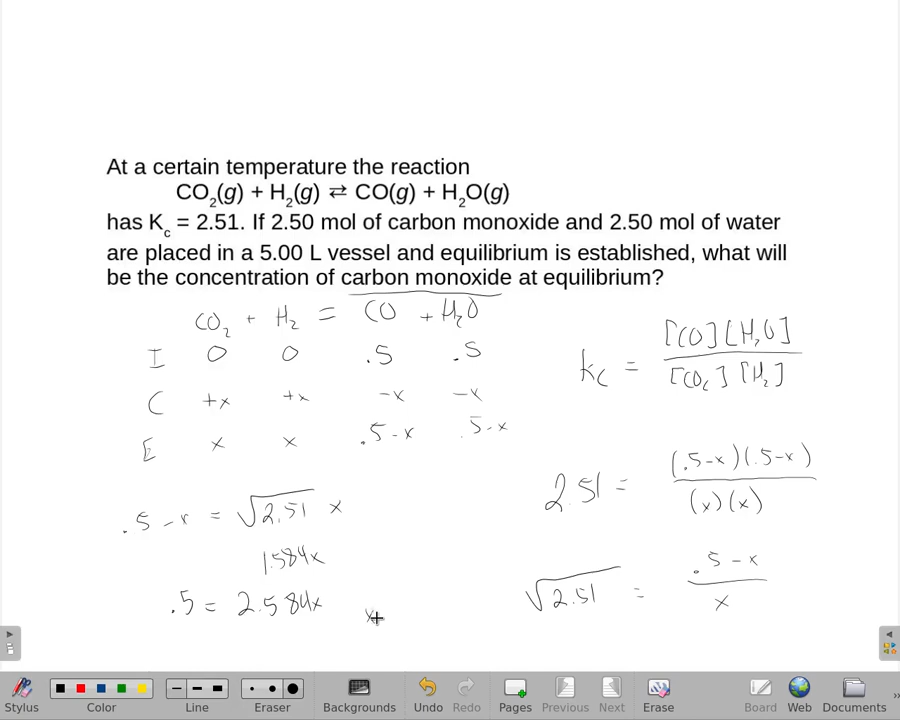 At a certain temperature the reaction
CO₂(g) + H₂(g) ⇄ CO(g) + H₂O(g)
has K꜀ = 2.51. If 2.50 mol of carbon monoxide and 2.50 mol of water
are placed in a 5.00 L vessel and equilibrium is established, what will
be the concentration of carbon monoxide at equilibrium?
CO₂ + H₂ = CO + H₂O
I 0 0 .5 .5
C +x +x -x -x
E x x .5-x .5-x
kc = [CO][H₂O] / [CO₂][H₂]
2.51 = (.5-x)(.5-x) / (x)(x)
√2.51 = .5-x / x
.5-x = √2.51 x
1.584x
.5 = 2.584x
x
Stylus Color Line Eraser Backgrounds Undo Redo Pages Previous Next Erase Board Web Documents